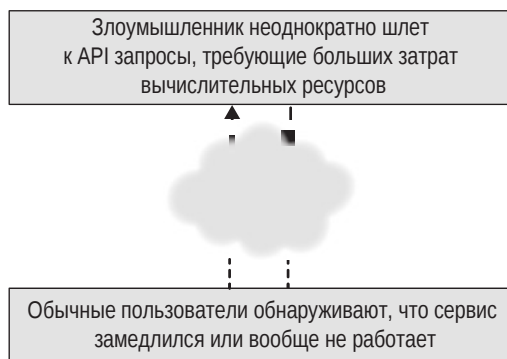 Злоумышленник неоднократно шлет
к API запросы, требующие больших затрат
вычислительных ресурсов
Обычные пользователи обнаруживают, что сервис
замедлился или вообще не работает